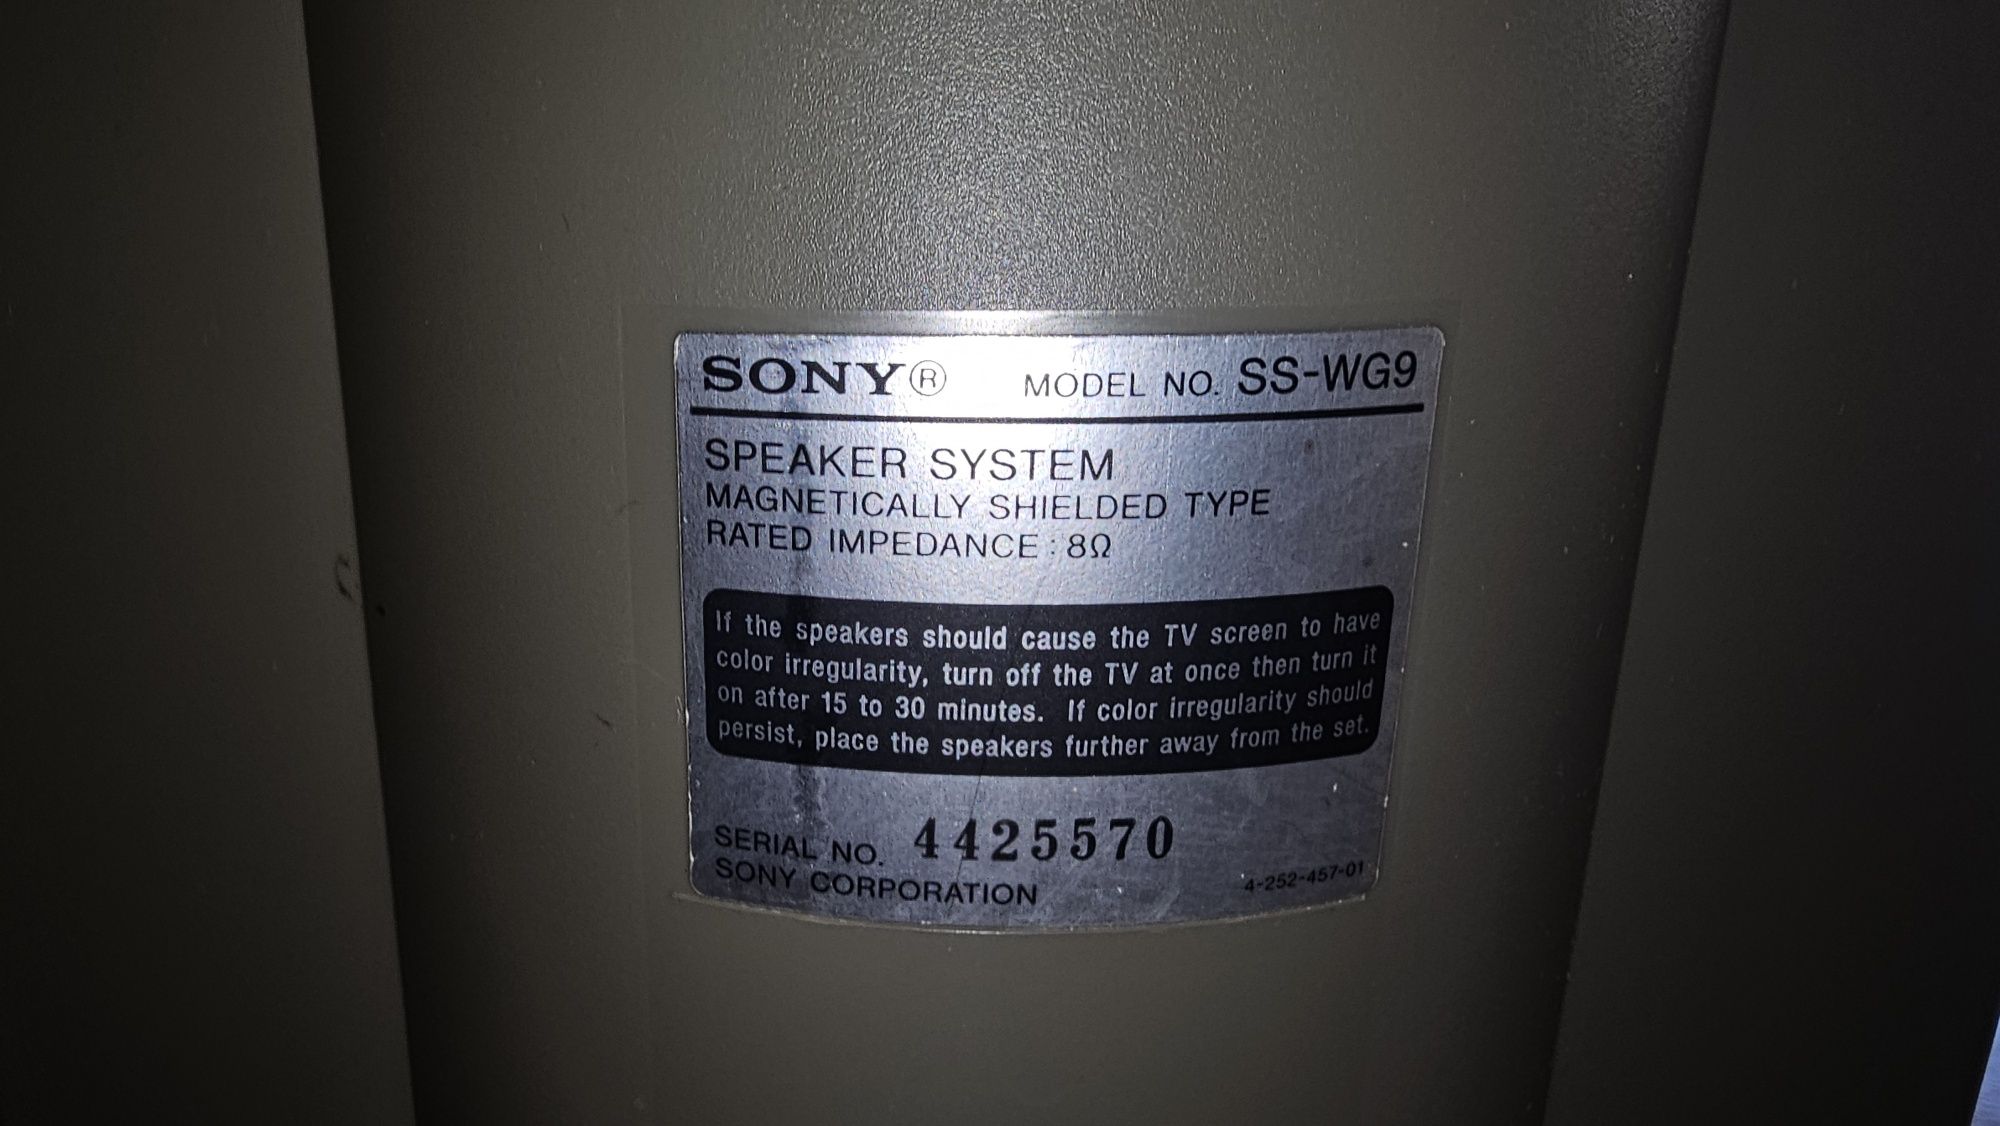 SONY® MODEL NO. SS-WG9
SPEAKER SYSTEM
MAGNETICALLY SHIELDED TYPE
RATED IMPEDANCE : 8Ω
If the speakers should cause the TV screen to have
color irregularity, turn off the TV at once then turn it
on after 15 to 30 minutes. If color irregularity should
persist, place the speakers further away from the set.
SERIAL NO. 4425570
SONY CORPORATION 4-252-457-01